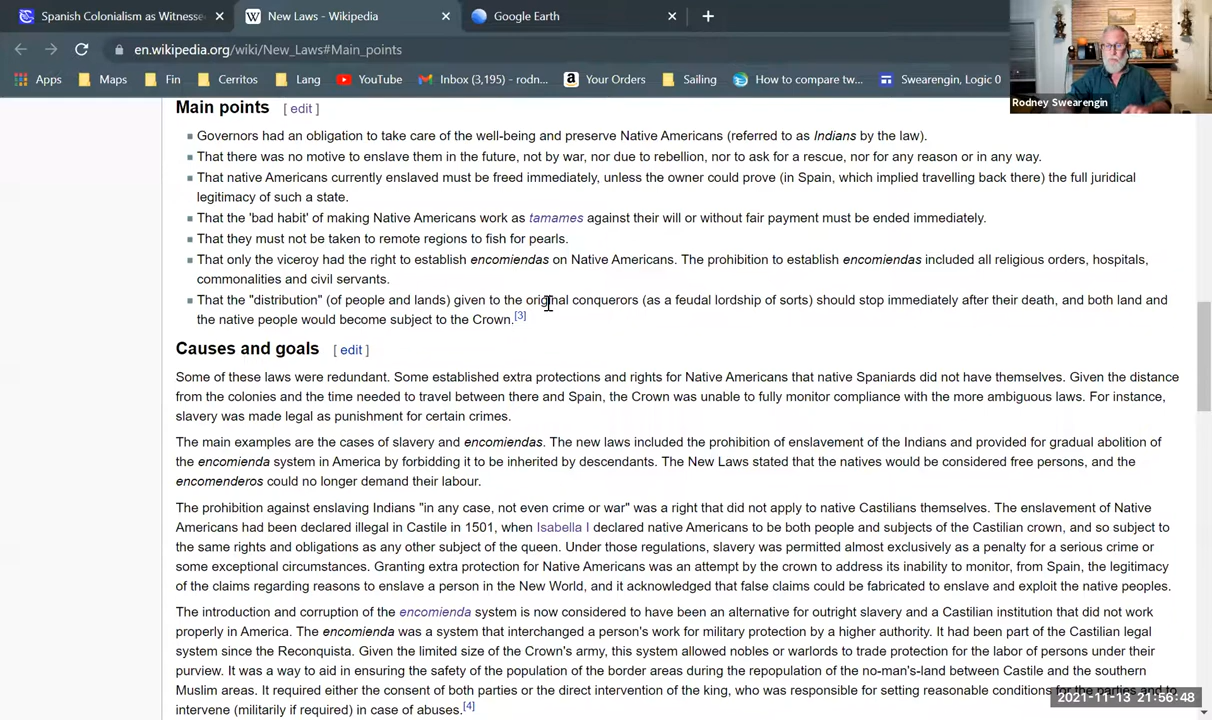 Spanish Colonialism as Witnesse
New Laws - Wikipedia
Google Earth
en.wikipedia.org/wiki/New_Laws#Main_points
Apps
Maps
Fin
Cerritos
Lang
YouTube
Inbox (3,195) - rodn...
Your Orders
Sailing
How to compare tw...
Swearengin, Logic 0
Rodney Swearengin
Main points [ edit ]
Governors had an obligation to take care of the well-being and preserve Native Americans (referred to as Indians by the law).
That there was no motive to enslave them in the future, not by war, nor due to rebellion, nor to ask for a rescue, nor for any reason or in any way.
That native Americans currently enslaved must be freed immediately, unless the owner could prove (in Spain, which implied travelling back there) the full juridical
legitimacy of such a state.
That the 'bad habit' of making Native Americans work as tamames against their will or without fair payment must be ended immediately.
That they must not be taken to remote regions to fish for pearls.
That only the viceroy had the right to establish encomiendas on Native Americans. The prohibition to establish encomiendas included all religious orders, hospitals,
commonalities and civil servants.
That the "distribution" (of people and lands) given to the original conquerors (as a feudal lordship of sorts) should stop immediately after their death, and both land and
the native people would become subject to the Crown.[3]
Causes and goals [ edit ]
Some of these laws were redundant. Some established extra protections and rights for Native Americans that native Spaniards did not have themselves. Given the distance
from the colonies and the time needed to travel between there and Spain, the Crown was unable to fully monitor compliance with the more ambiguous laws. For instance,
slavery was made legal as punishment for certain crimes.
The main examples are the cases of slavery and encomiendas. The new laws included the prohibition of enslavement of the Indians and provided for gradual abolition of
the encomienda system in America by forbidding it to be inherited by descendants. The New Laws stated that the natives would be considered free persons, and the
encomenderos could no longer demand their labour.
The prohibition against enslaving Indians "in any case, not even crime or war" was a right that did not apply to native Castilians themselves. The enslavement of Native
Americans had been declared illegal in Castile in 1501, when Isabella I declared native Americans to be both people and subjects of the Castilian crown, and so subject to
the same rights and obligations as any other subject of the queen. Under those regulations, slavery was permitted almost exclusively as a penalty for a serious crime or
some exceptional circumstances. Granting extra protection for Native Americans was an attempt by the crown to address its inability to monitor, from Spain, the legitimacy
of the claims regarding reasons to enslave a person in the New World, and it acknowledged that false claims could be fabricated to enslave and exploit the native peoples.
The introduction and corruption of the encomienda system is now considered to have been an alternative for outright slavery and a Castilian institution that did not work
properly in America. The encomienda was a system that interchanged a person's work for military protection by a higher authority. It had been part of the Castilian legal
system since the Reconquista. Given the limited size of the Crown's army, this system allowed nobles or warlords to trade protection for the labor of persons under their
purview. It was a way to aid in ensuring the safety of the population of the border areas during the repopulation of the no-man's-land between Castile and the southern
Muslim areas. It required either the consent of both parties or the direct intervention of the king, who was responsible for setting reasonable conditions for the parties and to
intervene (militarily if required) in case of abuses.[4]
2021-11-13 21:56:48